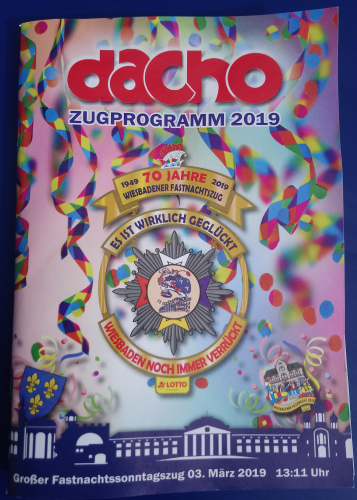 dacho
ZUGPROGRAMM 2019
1949 70 JAHRE 2019
WIESBADENER FASTNACHTSZUG
ES IST WIRKLICH GEGLÜCKT
WIESBADEN NOCH IMMER VERRÜCKT
LOTTO
Großer Fastnachtssonntagszug 03. März 2019 13:11 Uhr